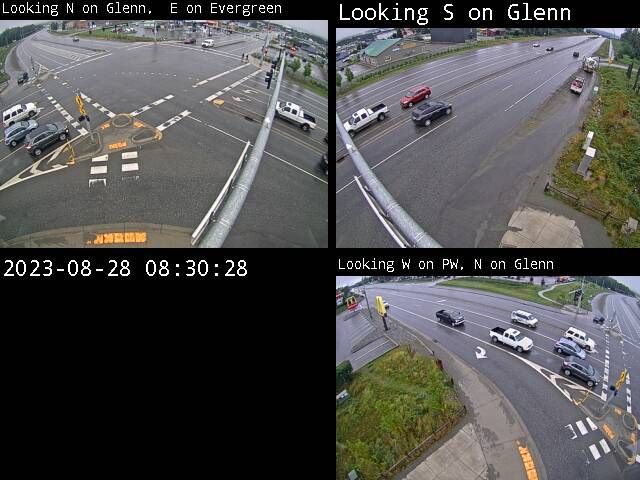 Looking N on Glenn, E on Evergreen
Looking S on Glenn
2023-08-28 08:30:28
Looking W on PW, N on Glenn